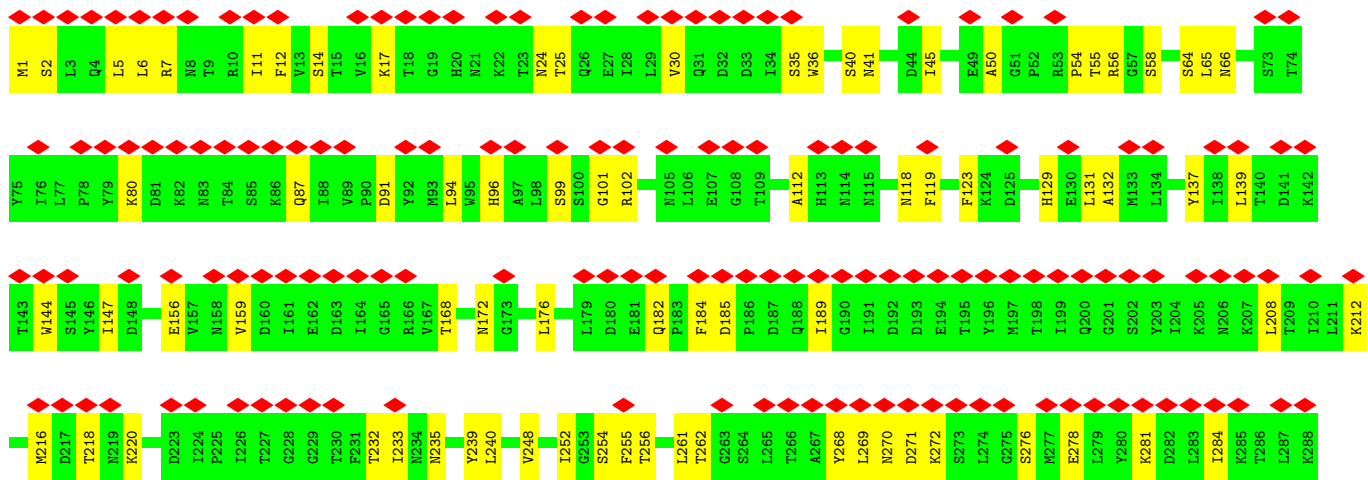 M1 S2 L3 Q4 L5 L6 R7 N8 T9 R10 I11 F12 V13 S14 T15 V16 K17 T18 G19 H20 N21 K22 T23 N24 T25 Q26 E27 I28 L29 V30 Q31 D32 D33 I34 S35 W36 S40 N41 D44 I45 E49 A50 G51 P52 R53 P54 T55 R56 G57 S58 S64 L65 N66 S73 T74
Y75 I76 L77 P78 Y79 K80 D81 K82 N83 T84 S85 K86 Q87 I88 V89 P90 D91 Y92 M93 L94 W95 H96 A97 L98 S99 S100 G101 R102 N105 L106 E107 G108 T109 A112 H113 N114 N115 N118 F119 F123 K124 D125 H129 E130 L131 A132 M133 L134 Y137 I138 L139 T140 D141 K142
T143 W144 S145 Y146 I147 D148 E156 V157 N158 V159 D160 I161 E162 D163 I164 G165 R166 V167 T168 N172 G173 L176 L179 D180 E181 Q182 P183 F184 D185 P186 D187 Q188 I189 G190 I191 D192 D193 E194 T195 Y196 M197 T198 I199 Q200 G201 S202 Y203 I204 K205 N206 K207 L208 T209 I210 L211 K212
M216 D217 T218 N219 K220 D223 I224 P225 I226 T227 G228 G229 T230 F231 T232 I233 N234 N235 Y239 L240 V248 I252 G253 S254 F255 T256 L261 T262 G263 S264 L265 T266 A267 Y268 L269 N270 D271 K272 S273 L274 G275 S276 M277 E278 L279 Y280 K281 D282 L283 I284 K285 T286 L287 K288